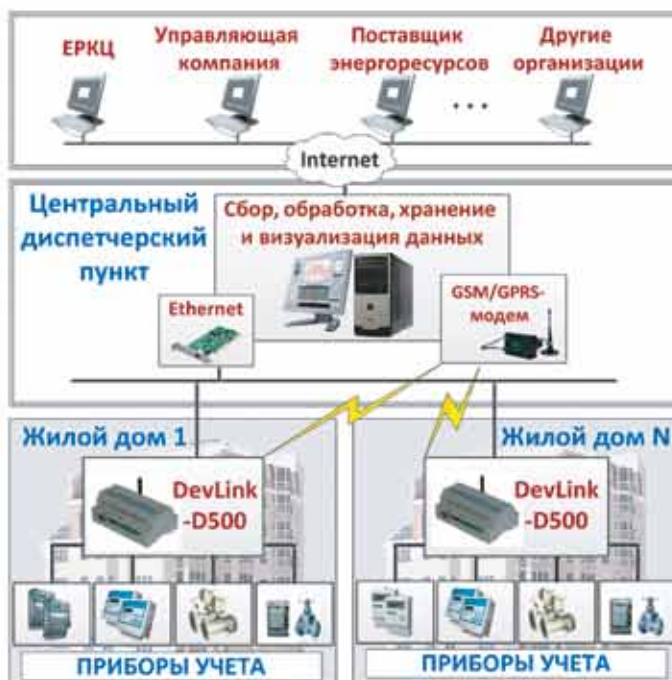 ЕРКЦ
Управляющая
компания
Поставщик
энергоресурсов
Другие
организации
...
Internet
Центральный
диспетчерский
пункт
Сбор, обработка, хранение
и визуализация данных
Ethernet
GSM/GPRS-
модем
Жилой дом 1
DevLink
-D500
ПРИБОРЫ УЧЕТА
Жилой дом N
DevLink
-D500
ПРИБОРЫ УЧЕТА